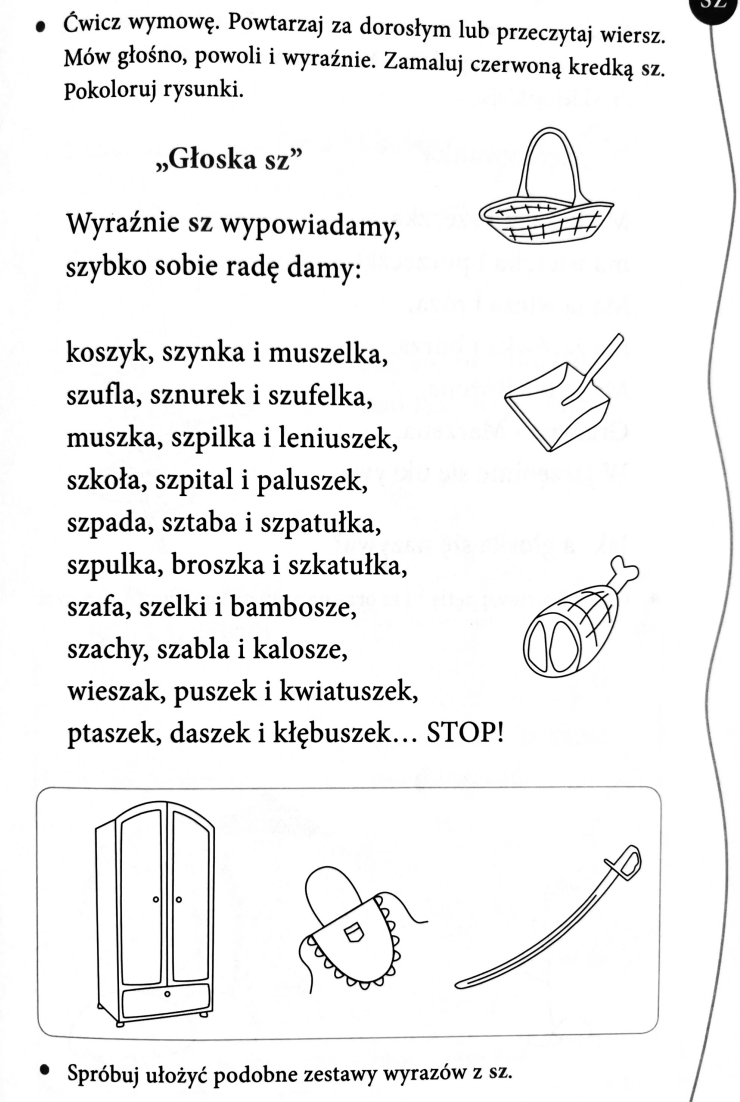 sz
• Ćwicz wymowę. Powtarzaj za dorosłym lub przeczytaj wiersz.
Mów głośno, powoli i wyraźnie. Zamaluj czerwoną kredką sz.
Pokoloruj rysunki.
„Głoska sz”
Wyraźnie sz wypowiadamy,
szybko sobie radę damy:
koszyk, szynka i muszelka,
szufla, sznurek i szufelka,
muszka, szpilka i leniuszek,
szkoła, szpital i paluszek,
szpada, sztaba i szpatułka,
szpulka, broszka i szkatułka,
szafa, szelki i bambosze,
szachy, szabla i kalosze,
wieszak, puszek i kwiatuszek,
ptaszek, daszek i kłębuszek… STOP!
• Spróbuj ułożyć podobne zestawy wyrazów z sz.